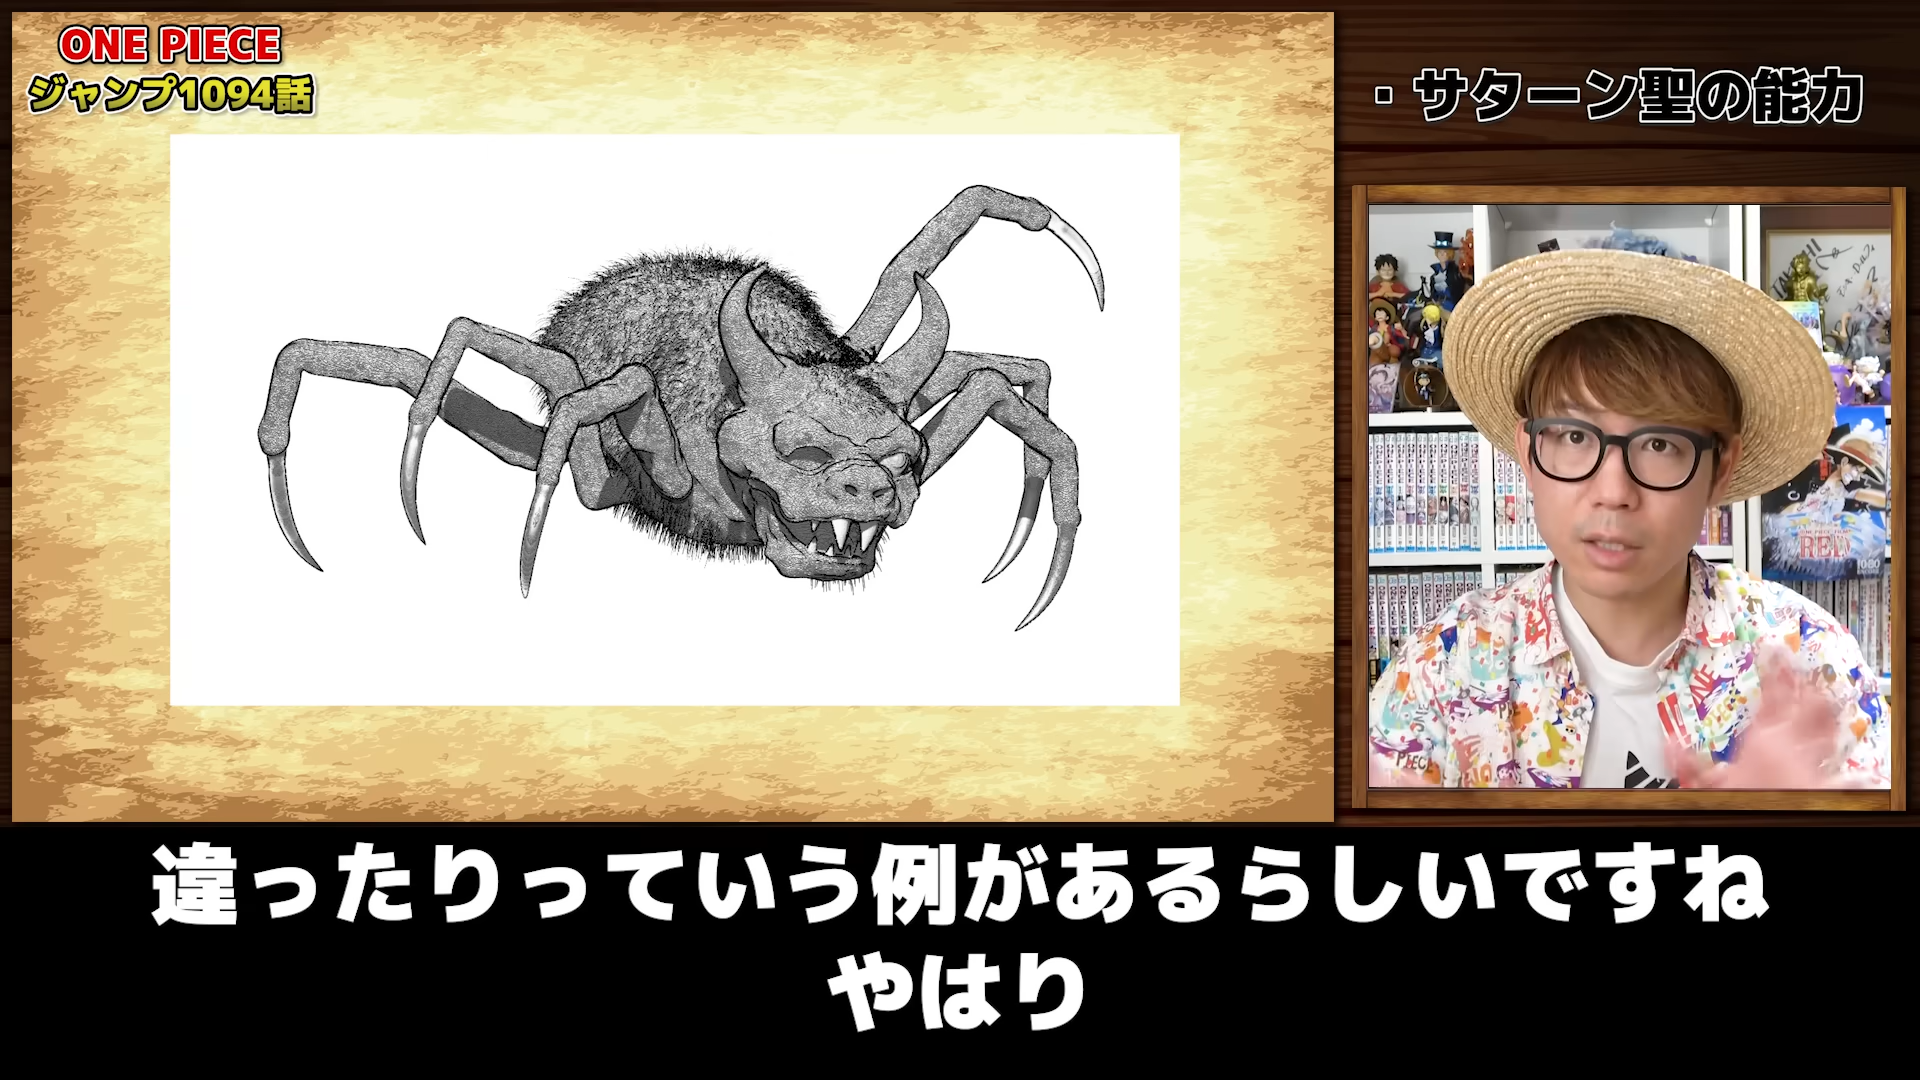 ONE PIECE
ジャンプ1094話
・サターン聖の能力
RED
違ったりっていう例があるらしいですね
やはり